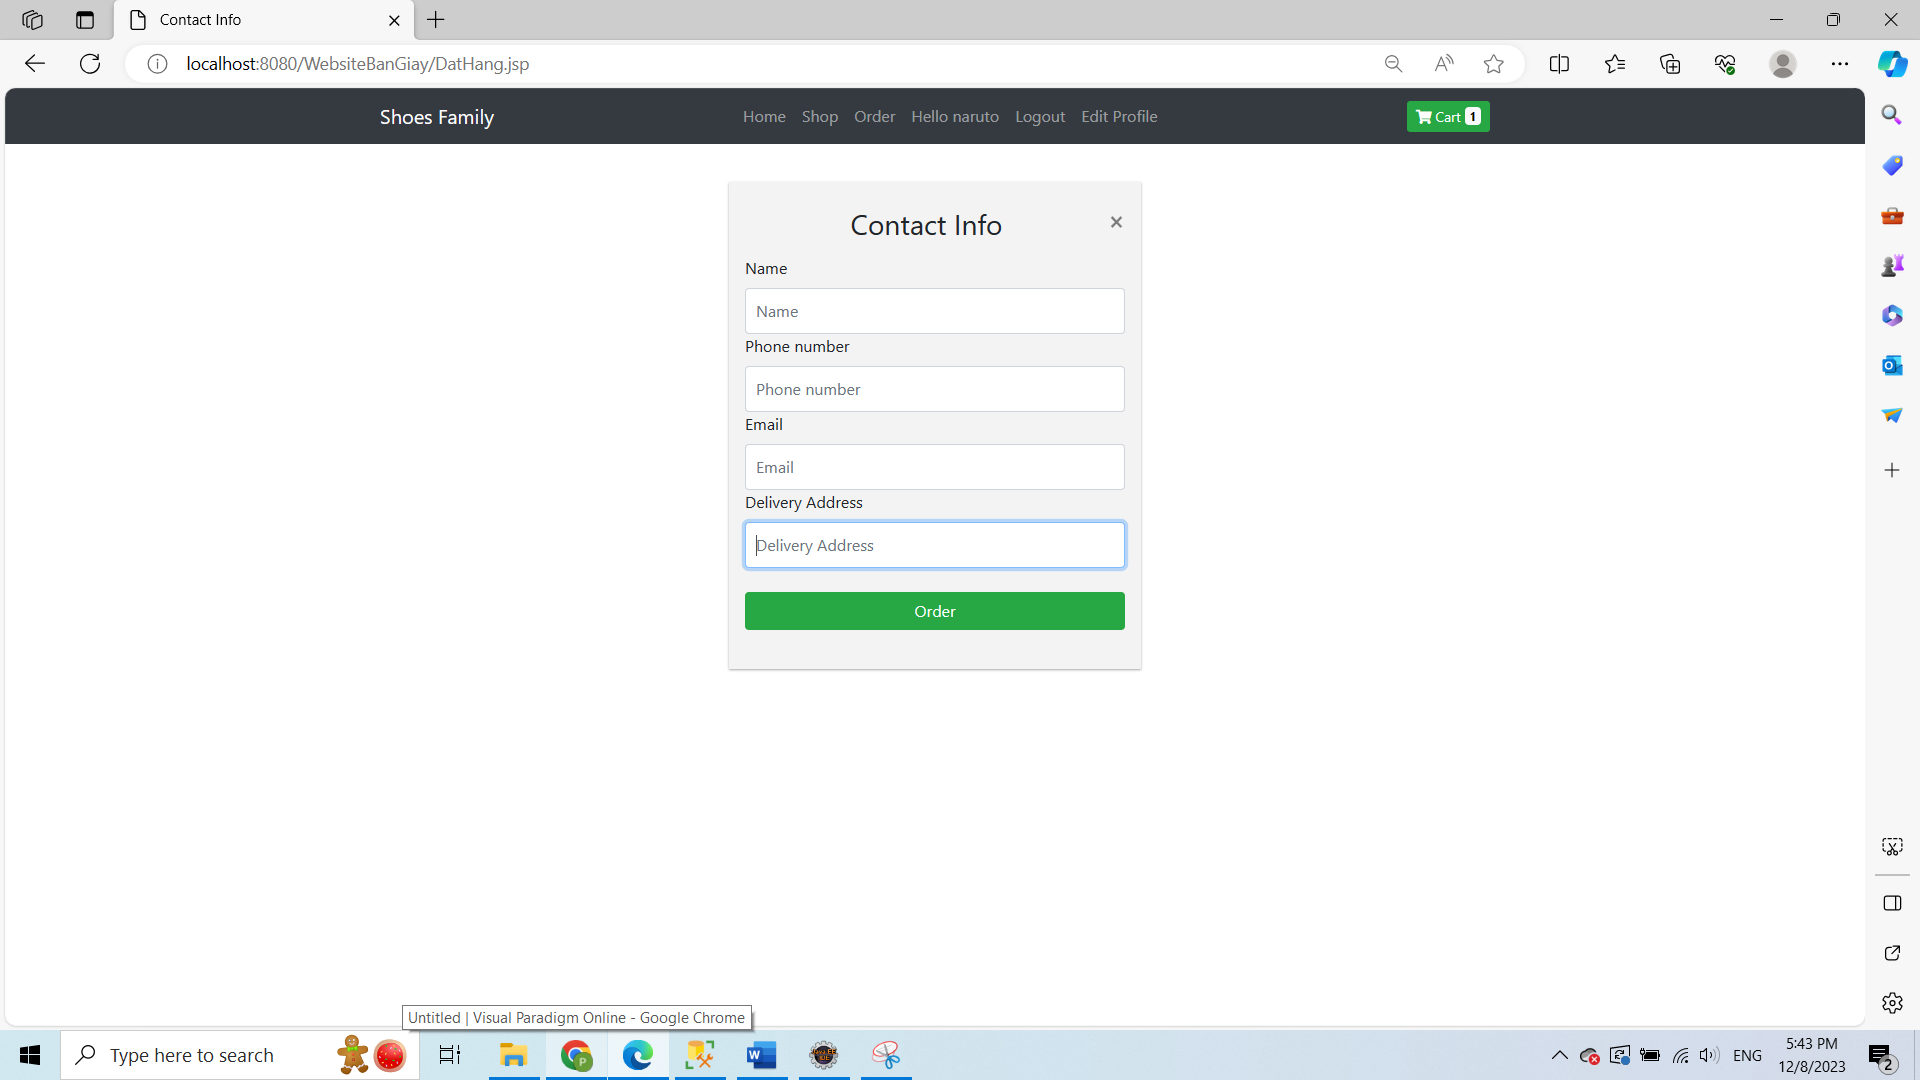 Contact Info
localhost:8080/WebsiteBanGiay/DatHang.jsp
Shoes Family
Home Shop Order Hello naruto Logout Edit Profile
Cart 1
Contact Info
×
Name
Name
Phone number
Phone number
Email
Email
Delivery Address
Delivery Address
Order
Untitled | Visual Paradigm Online - Google Chrome
Type here to search
ENG
5:43 PM
12/8/2023
2